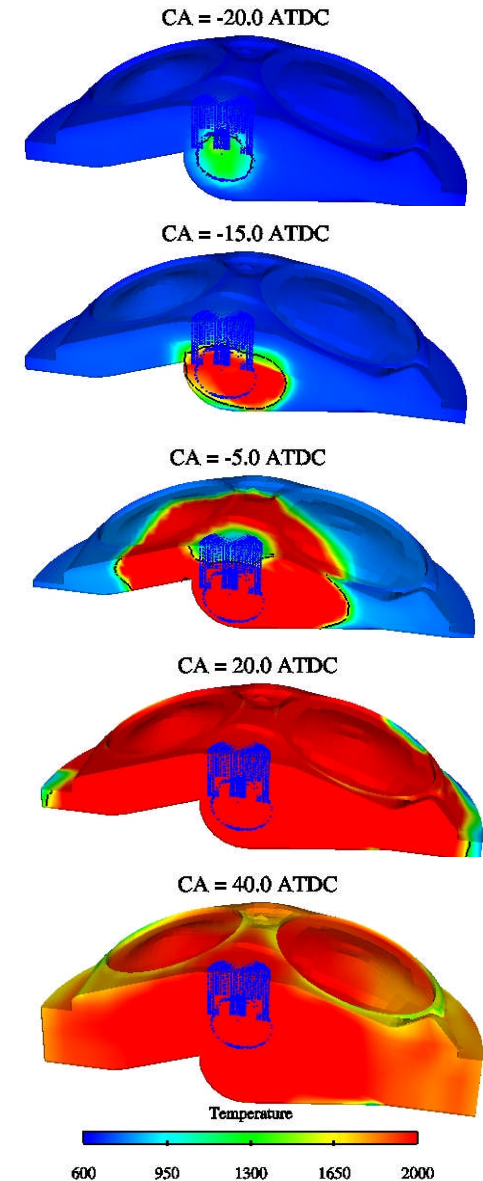 CA = -20.0 ATDC
CA = -15.0 ATDC
CA = -5.0 ATDC
CA = 20.0 ATDC
CA = 40.0 ATDC
Temperature
600 950 1300 1650 2000